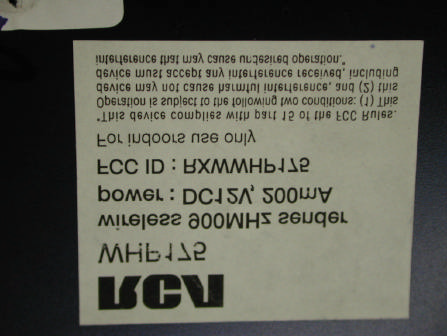 RCA
WHP175
wireless 900MHz sender
power : DC12V, 200mA
FCC ID : RXWWHP175
For indoors use only
"This device complies with part 15 of the FCC Rules.
Operation is subject to the following two conditions: (1) This
device may not cause harmful interference, and (2) this
device must accept any interference received, including
interference that may cause undesired operation."